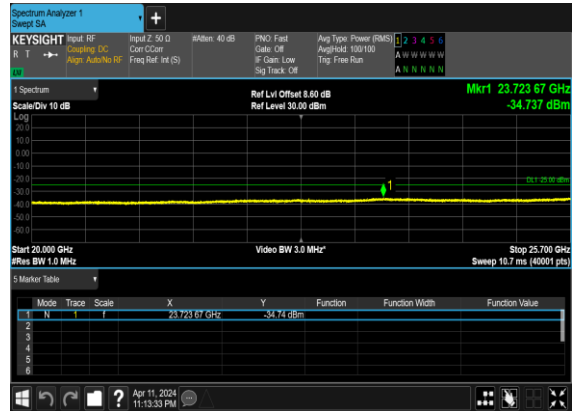 Spectrum Analyzer 1
Swept SA
+
KEYSIGHT Input: RF Input Z: 50 Ω #Atten: 40 dB PNO: Fast Avg Type: Power (RMS) 1 2 3 4 5 6
R T Coupling: DC Corr CCorr Gate: Off Avg|Hold: 100/100 A W W W W W
Align: Auto/No RF Freq Ref: Int (S) IF Gain: Low Trig: Free Run
Sig Track: Off A N N N N N
1 Spectrum
Scale/Div 10 dB
Ref Lvl Offset 8.60 dB
Ref Level 30.00 dBm
Mkr1 23.723 67 GHz
-34.737 dBm
Log
20.0
10.0
0.00
-10.0
-20.0
DL1 -25.00 dBm
1
-30.0
-40.0
-50.0
-60.0
Start 20.000 GHz Video BW 3.0 MHz* Stop 25.700 GHz
#Res BW 1.0 MHz Sweep 10.7 ms (40001 pts)
5 Marker Table
Mode Trace Scale X Y Function Function Width Function Value
1 N 1 f 23.723 67 GHz -34.74 dBm
2
3
4
5
6
? Apr 11, 2024
11:13:33 PM